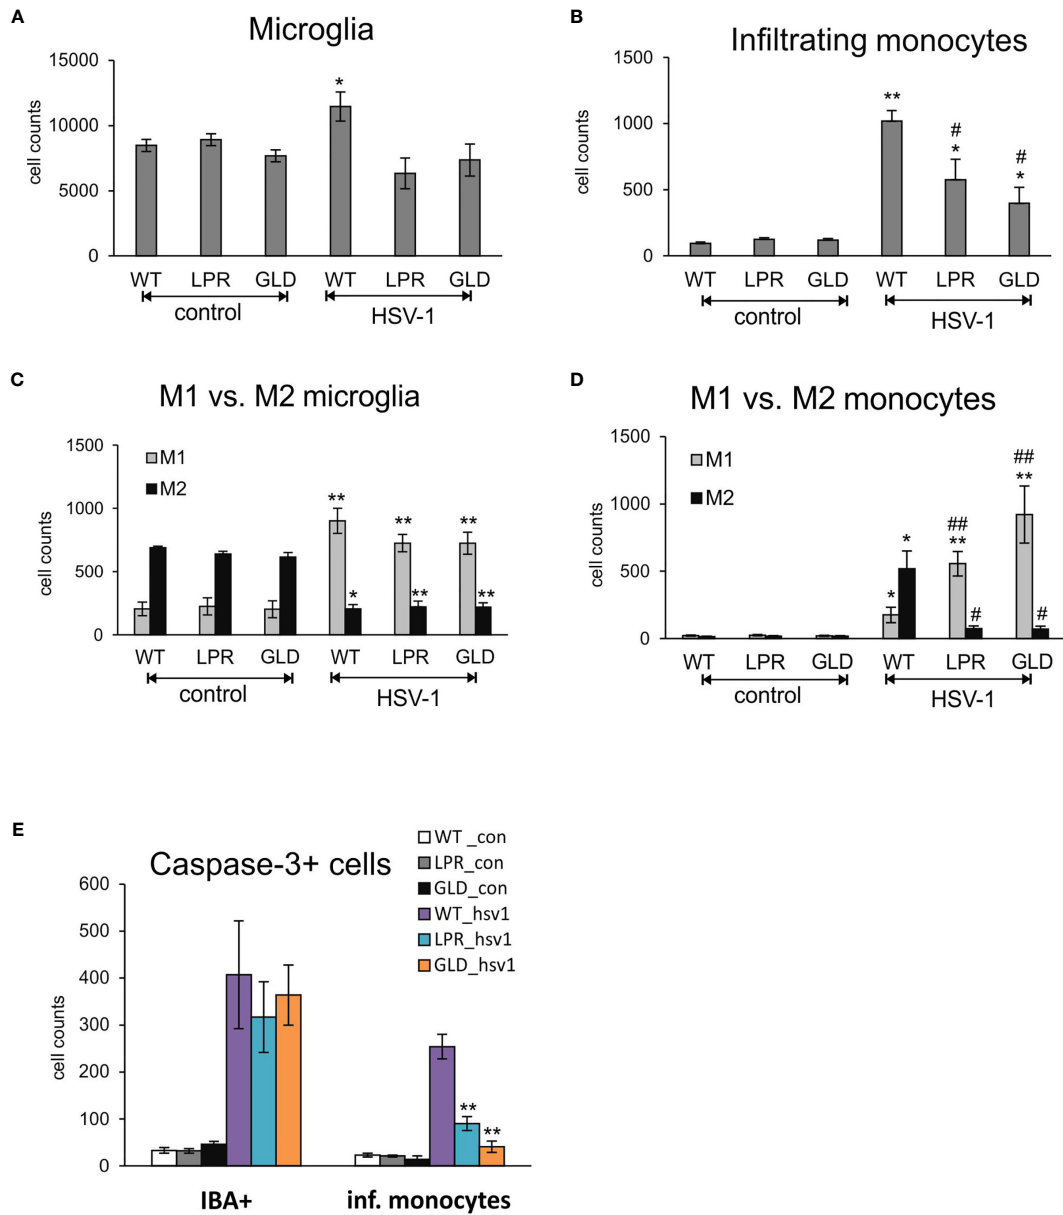 A
Microglia
15000
10000
5000
0
cell counts
*
WT LPR GLD WT LPR GLD
control HSV-1
B
Infiltrating monocytes
1500
1000
500
0
cell counts
**
#
*
#
*
WT LPR GLD WT LPR GLD
control HSV-1
C
M1 vs. M2 microglia
1500
1000
500
0
cell counts
M1
M2
** ** **
* ** **
WT LPR GLD WT LPR GLD
control HSV-1
D
M1 vs. M2 monocytes
1500
1000
500
0
cell counts
M1
M2
*
*
##
**
#
##
**
#
WT LPR GLD WT LPR GLD
control HSV-1
E
Caspase-3+ cells
WT _con
LPR_con
GLD_con
WT_hsv1
LPR_hsv1
GLD_hsv1
600
500
400
300
200
100
0
cell counts
**
**
IBA+ inf. monocytes